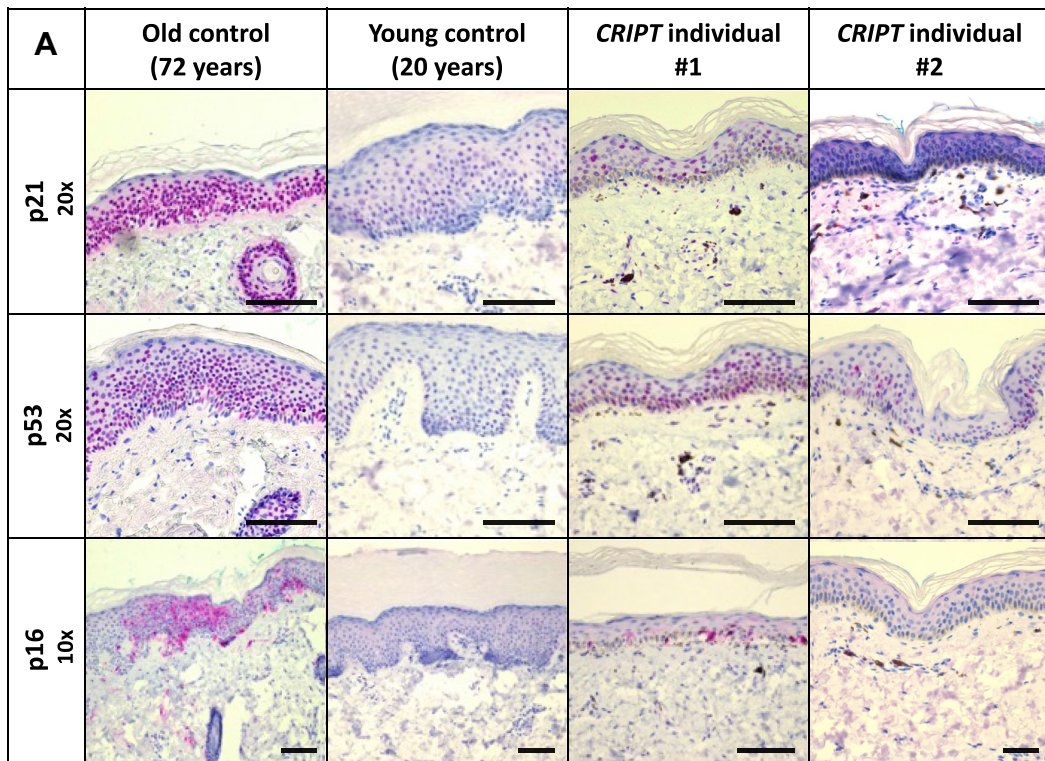 A
Old control
(72 years)
Young control
(20 years)
CRIPT individual
#1
CRIPT individual
#2
p21
20x
p53
20x
p16
10x